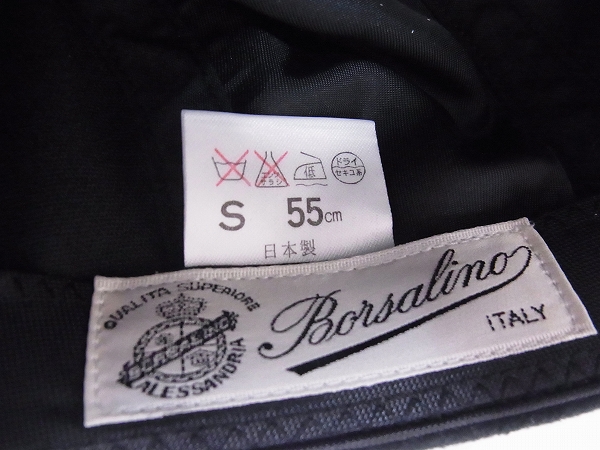 エンソ
サラシ
低
ドライ
セキユ系
S 55cm
日本製
QUALITA SUPERIORE
Borsalino
ALESSANDRIA
Borsalino
ITALY